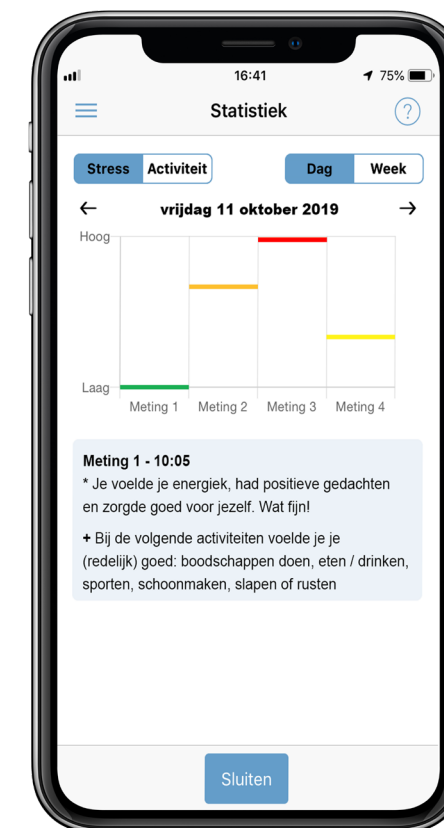 16:41
75%
Statistiek
?
Stress Activiteit Dag Week
← vrijdag 11 oktober 2019 →
Hoog
Laag
Meting 1 Meting 2 Meting 3 Meting 4
Meting 1 - 10:05
* Je voelde je energiek, had positieve gedachten
en zorgde goed voor jezelf. Wat fijn!
+ Bij de volgende activiteiten voelde je je
(redelijk) goed: boodschappen doen, eten / drinken,
sporten, schoonmaken, slapen of rusten
Sluiten